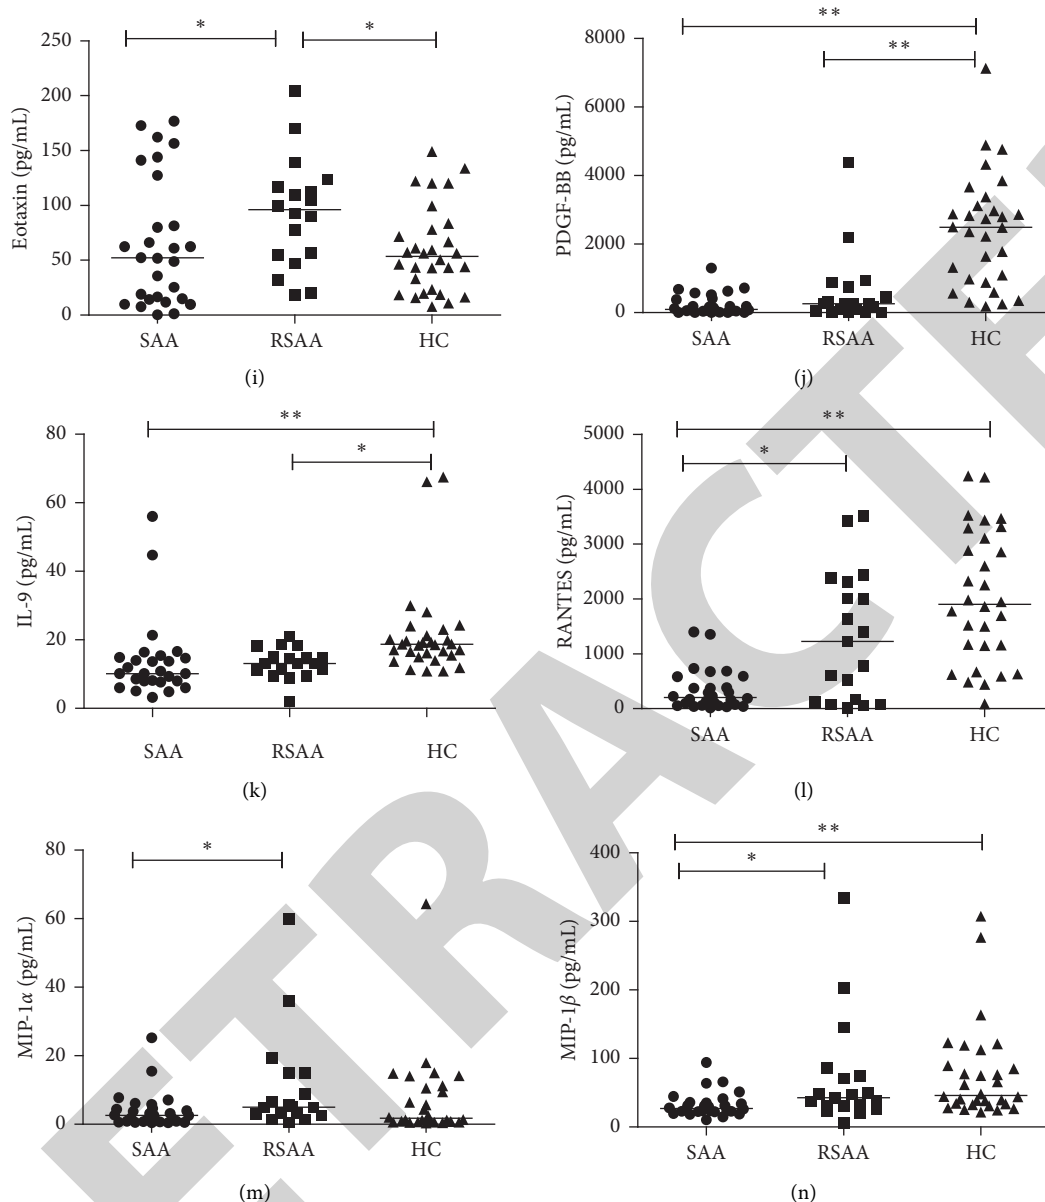 *
*
250
200
150
100
50
0
Eotaxin (pg/mL)
SAA
RSAA
HC
(i)
**
**
8000
6000
4000
2000
0
PDGF-BB (pg/mL)
SAA
RSAA
HC
(j)
**
*
80
60
40
20
0
IL-9 (pg/mL)
SAA
RSAA
HC
(k)
**
*
5000
4000
3000
2000
1000
0
RANTES (pg/mL)
SAA
RSAA
HC
(l)
*
80
60
40
20
0
MIP-1α (pg/mL)
SAA
RSAA
HC
(m)
**
*
400
300
200
100
0
MIP-1β (pg/mL)
SAA
RSAA
HC
(n)
ETRACTE